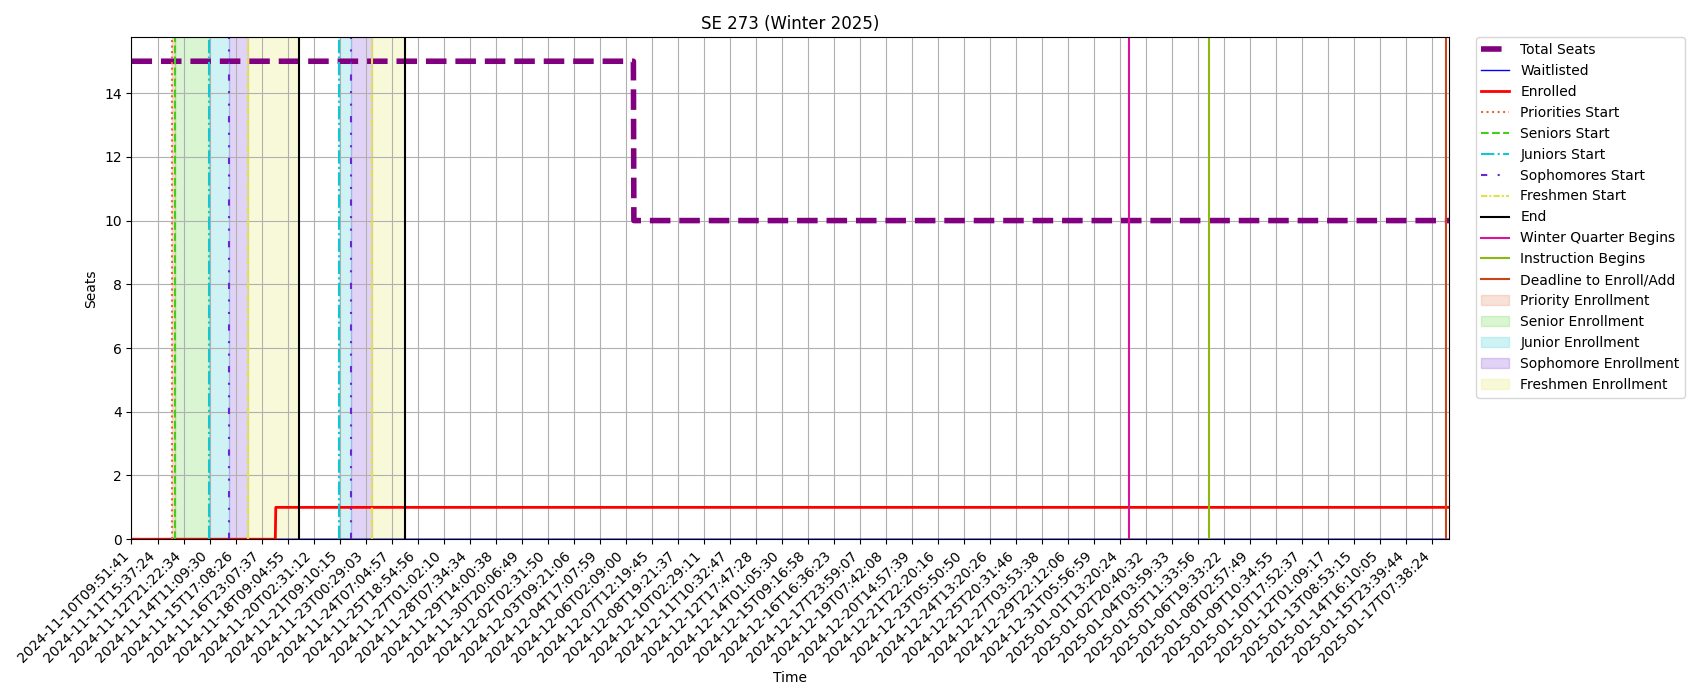 SE 273 (Winter 2025)
14
12
10
8
6
4
2
0
Seats
2024-11-10T09:51:41
2024-11-11T15:37:24
2024-11-12T21:22:34
2024-11-14T11:09:30
2024-11-15T17:08:26
2024-11-16T23:07:37
2024-11-18T09:04:55
2024-11-20T02:31:12
2024-11-21T09:10:15
2024-11-23T00:29:03
2024-11-24T07:04:57
2024-11-25T18:54:56
2024-11-27T01:02:10
2024-11-28T07:34:34
2024-11-29T14:00:38
2024-11-30T20:06:49
2024-12-02T02:31:50
2024-12-03T09:21:06
2024-12-04T17:07:59
2024-12-06T02:09:00
2024-12-07T12:19:45
2024-12-08T19:21:37
2024-12-10T02:29:11
2024-12-11T10:32:47
2024-12-12T17:47:28
2024-12-14T01:05:30
2024-12-15T09:16:58
2024-12-16T16:36:23
2024-12-17T23:59:07
2024-12-19T07:42:08
2024-12-20T14:57:39
2024-12-21T22:20:16
2024-12-23T05:50:50
2024-12-24T13:20:26
2024-12-25T20:31:46
2024-12-27T03:53:38
2024-12-29T22:12:06
2024-12-31T05:56:59
2025-01-01T13:20:24
2025-01-02T20:40:32
2025-01-04T03:59:33
2025-01-05T11:33:56
2025-01-06T19:33:22
2025-01-08T02:57:49
2025-01-09T10:34:55
2025-01-10T17:52:37
2025-01-12T01:09:17
2025-01-13T08:53:15
2025-01-14T16:10:05
2025-01-15T23:39:44
2025-01-17T07:38:24
Time
Total Seats
Waitlisted
Enrolled
Priorities Start
Seniors Start
Juniors Start
Sophomores Start
Freshmen Start
End
Winter Quarter Begins
Instruction Begins
Deadline to Enroll/Add
Priority Enrollment
Senior Enrollment
Junior Enrollment
Sophomore Enrollment
Freshmen Enrollment